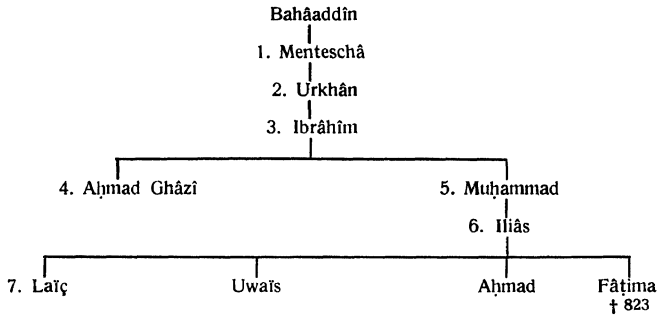 Bahâaddîn
1. Menteschâ
2. Urkhân
3. Ibrâhîm
4. Aḥmad Ghâzî 5. Muḥammad
6. Iliâs
7. Laïç Uwaïs Aḥmad Fâṭima
† 823